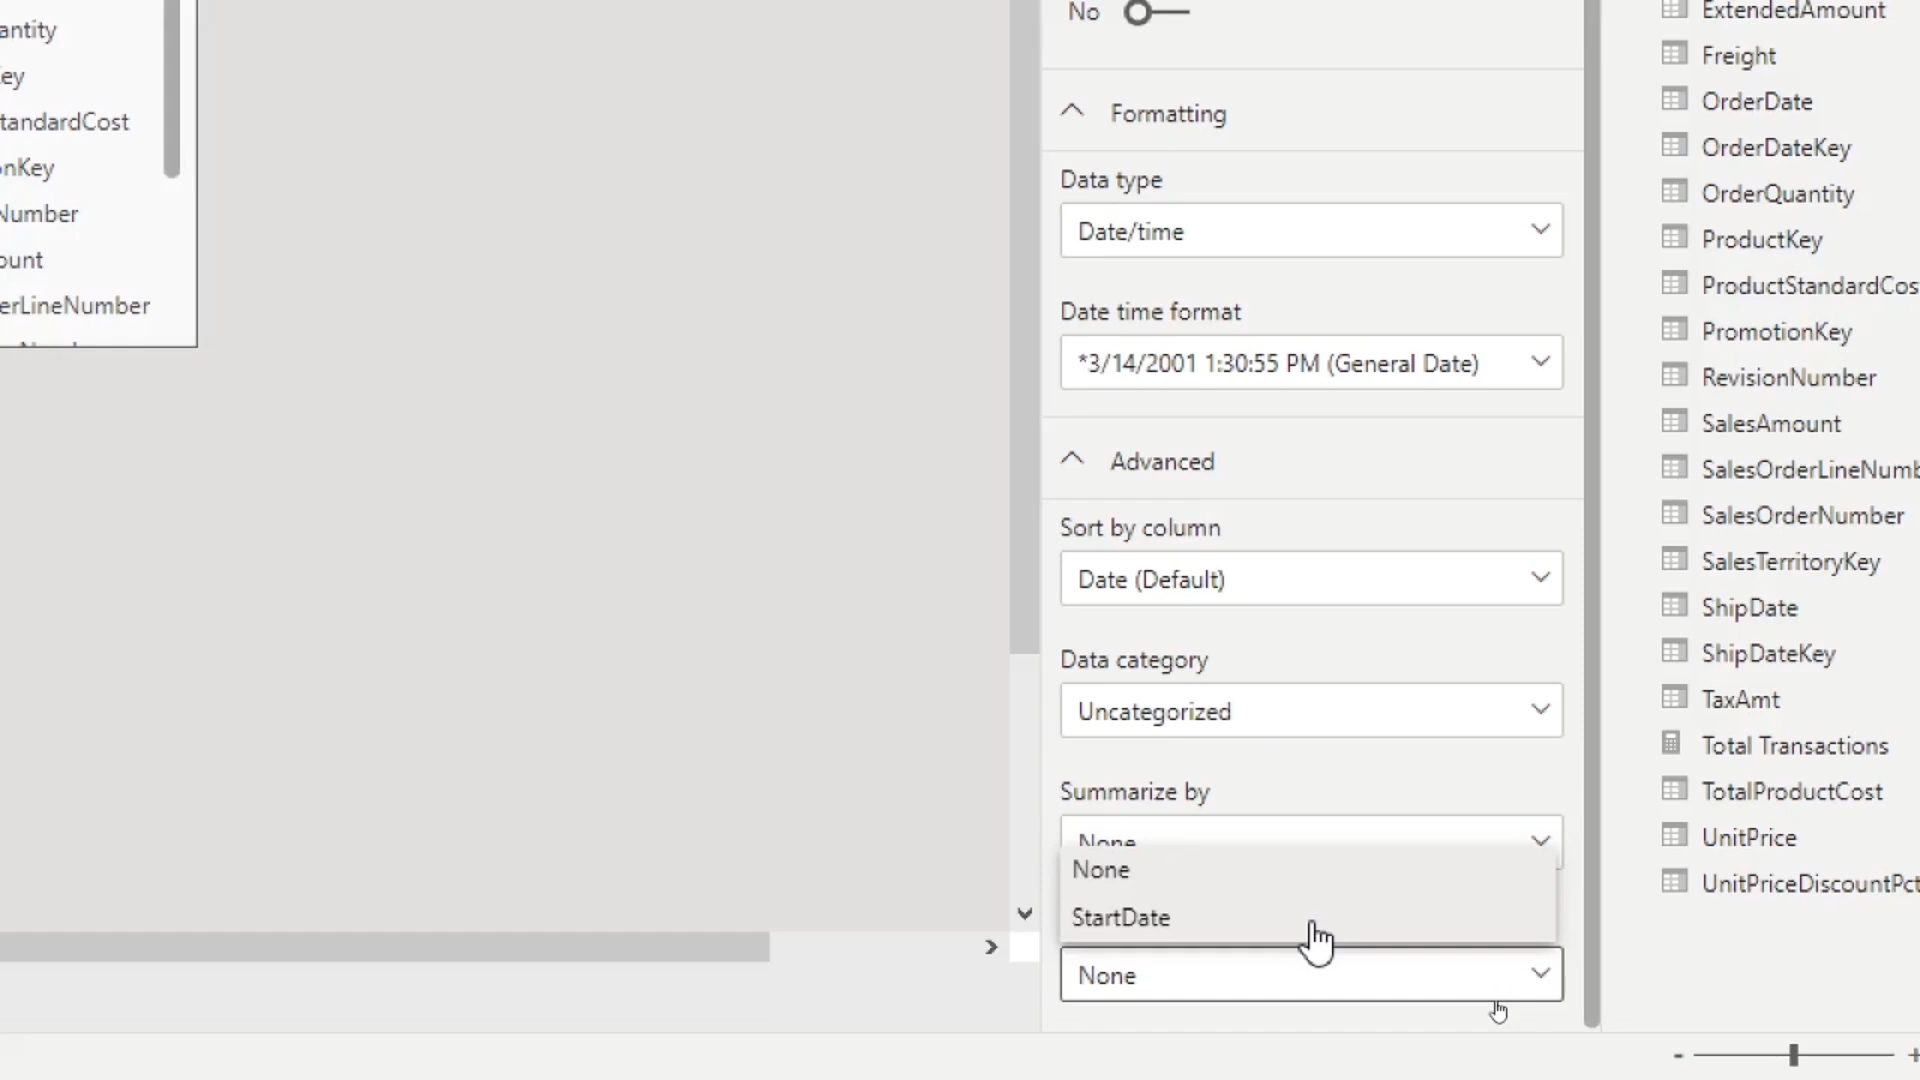 antity
ey
tandardCost
onKey
Number
ount
erLineNumber
No
Formatting
Data type
Date/time
Date time format
*3/14/2001 1:30:55 PM (General Date)
Advanced
Sort by column
Date (Default)
Data category
Uncategorized
Summarize by
None
None
StartDate
None
ExtendedAmount
Freight
OrderDate
OrderDateKey
OrderQuantity
ProductKey
ProductStandardCos
PromotionKey
RevisionNumber
SalesAmount
SalesOrderLineNumb
SalesOrderNumber
SalesTerritoryKey
ShipDate
ShipDateKey
TaxAmt
Total Transactions
TotalProductCost
UnitPrice
UnitPriceDiscountPct
- +